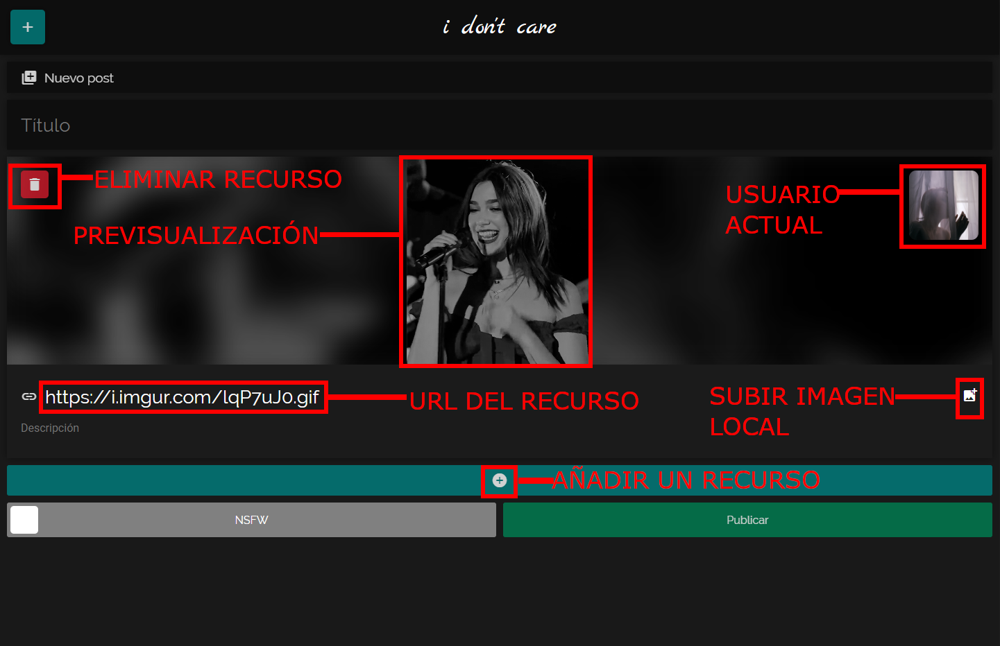 +
i don't care
Nuevo post
Título
ELIMINAR RECURSO
PREVISUALIZACIÓN
USUARIO
ACTUAL
https://i.imgur.com/lqP7uJ0.gif
URL DEL RECURSO
SUBIR IMAGEN
LOCAL
Descripción
AÑADIR UN RECURSO
NSFW
Publicar